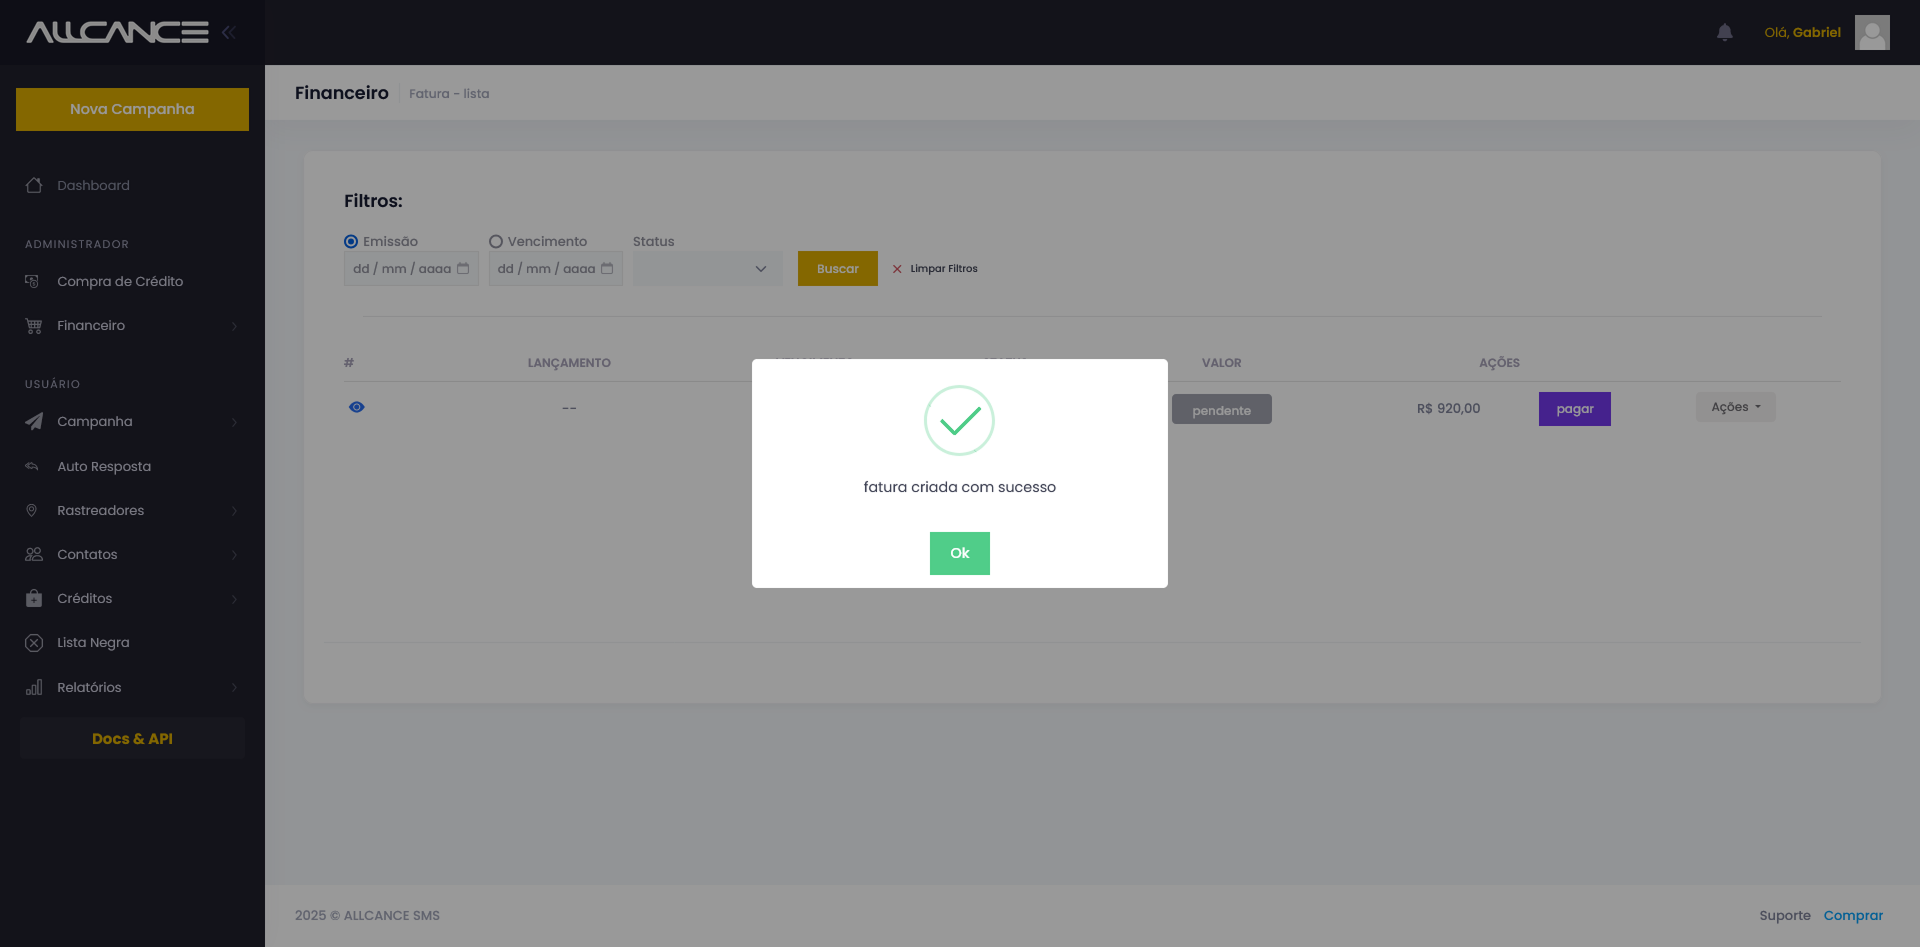 ALLCANCE
Olá, Gabriel
Nova Campanha
Financeiro
Fatura - lista
Dashboard
ADMINISTRADOR
Compra de Crédito
Financeiro
USUÁRIO
Campanha
Auto Resposta
Rastreadores
Contatos
Créditos
Lista Negra
Relatórios
Docs & API
Filtros:
Emissão Vencimento Status
dd / mm / aaaa dd / mm / aaaa Buscar Limpar Filtros
# LANÇAMENTO VALOR AÇÕES
-- pendente R$ 920,00 pagar Ações
fatura criada com sucesso
Ok
2025 © ALLCANCE SMS
Suporte Comprar